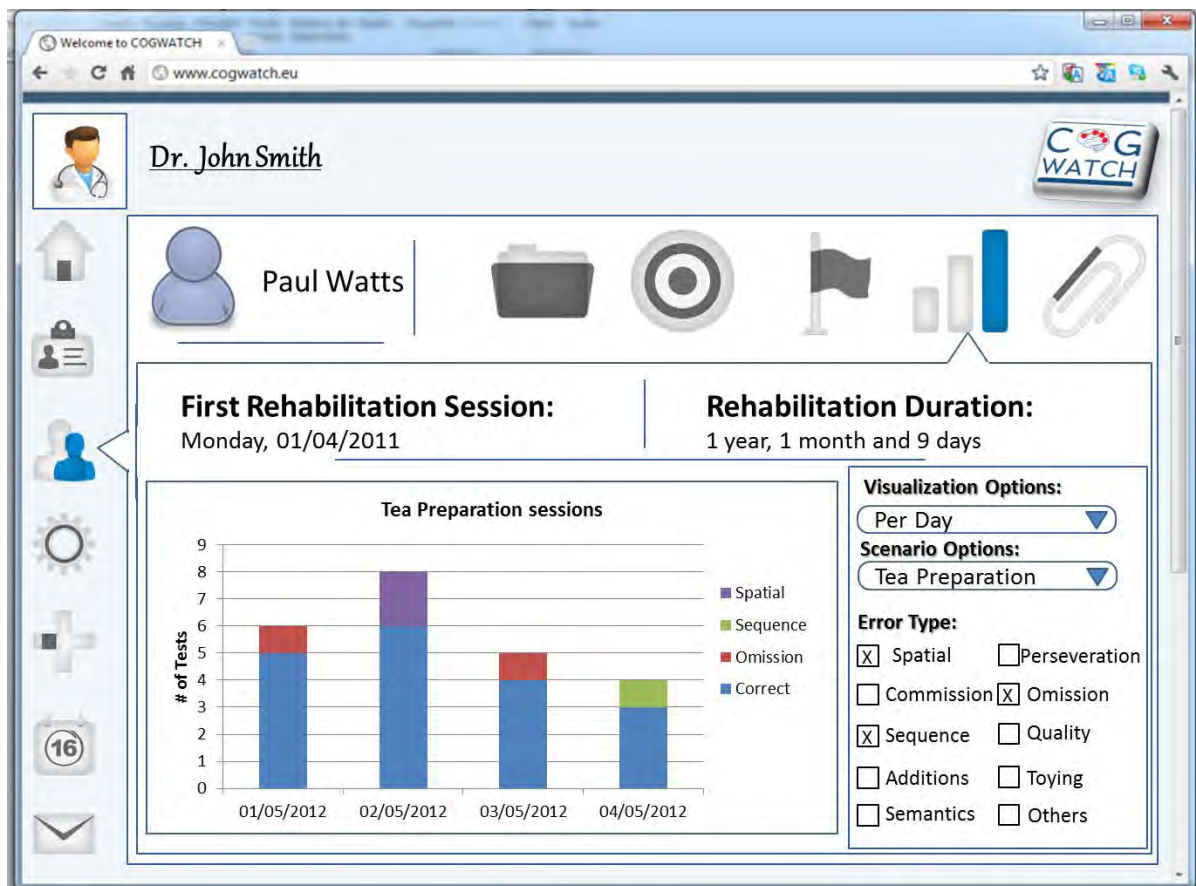 Welcome to COGWATCH
www.cogwatch.eu
Dr. John Smith
COG
WATCH
Paul Watts
First Rehabilitation Session:
Monday, 01/04/2011
Rehabilitation Duration:
1 year, 1 month and 9 days
Tea Preparation sessions
# of Tests
9
8
7
6
5
4
3
2
1
0
01/05/2012 02/05/2012 03/05/2012 04/05/2012
Spatial
Sequence
Omission
Correct
Visualization Options:
Per Day
Scenario Options:
Tea Preparation
Error Type:
X Spatial Perseveration
Commission X Omission
X Sequence Quality
Additions Toying
Semantics Others
16